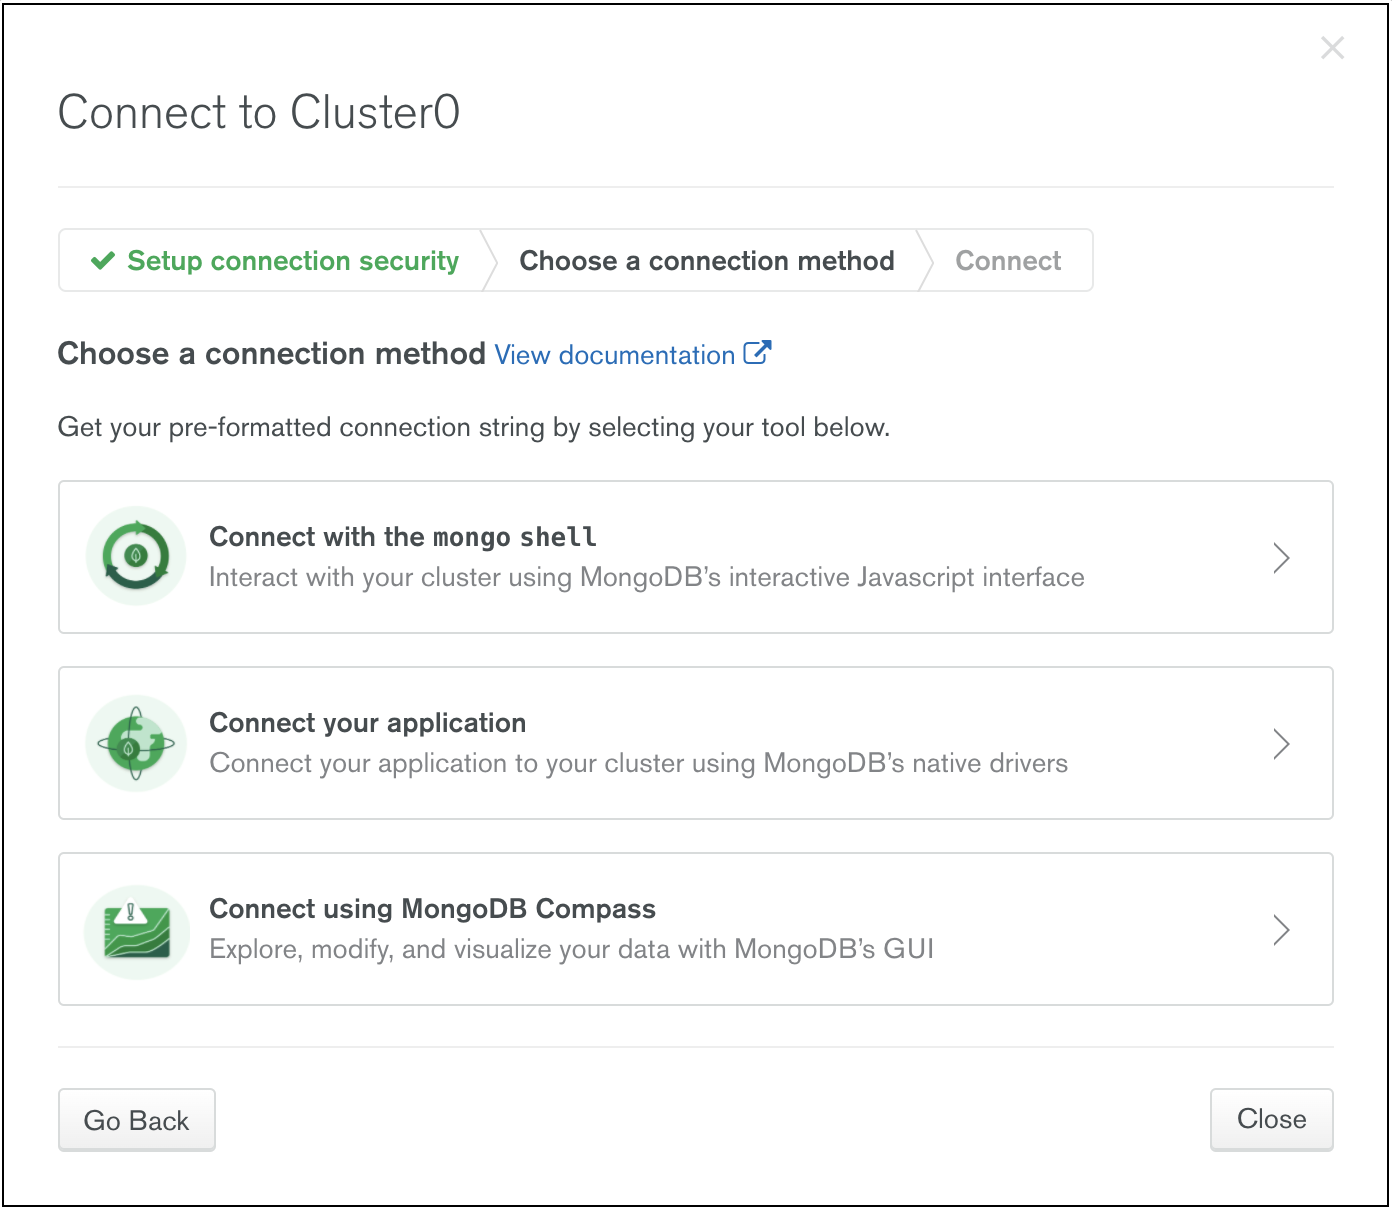 Connect to Cluster0
Setup connection security
Choose a connection method
Connect
Choose a connection method View documentation
Get your pre-formatted connection string by selecting your tool below.
Connect with the mongo shell
Interact with your cluster using MongoDB’s interactive Javascript interface
Connect your application
Connect your application to your cluster using MongoDB’s native drivers
Connect using MongoDB Compass
Explore, modify, and visualize your data with MongoDB’s GUI
Go Back
Close